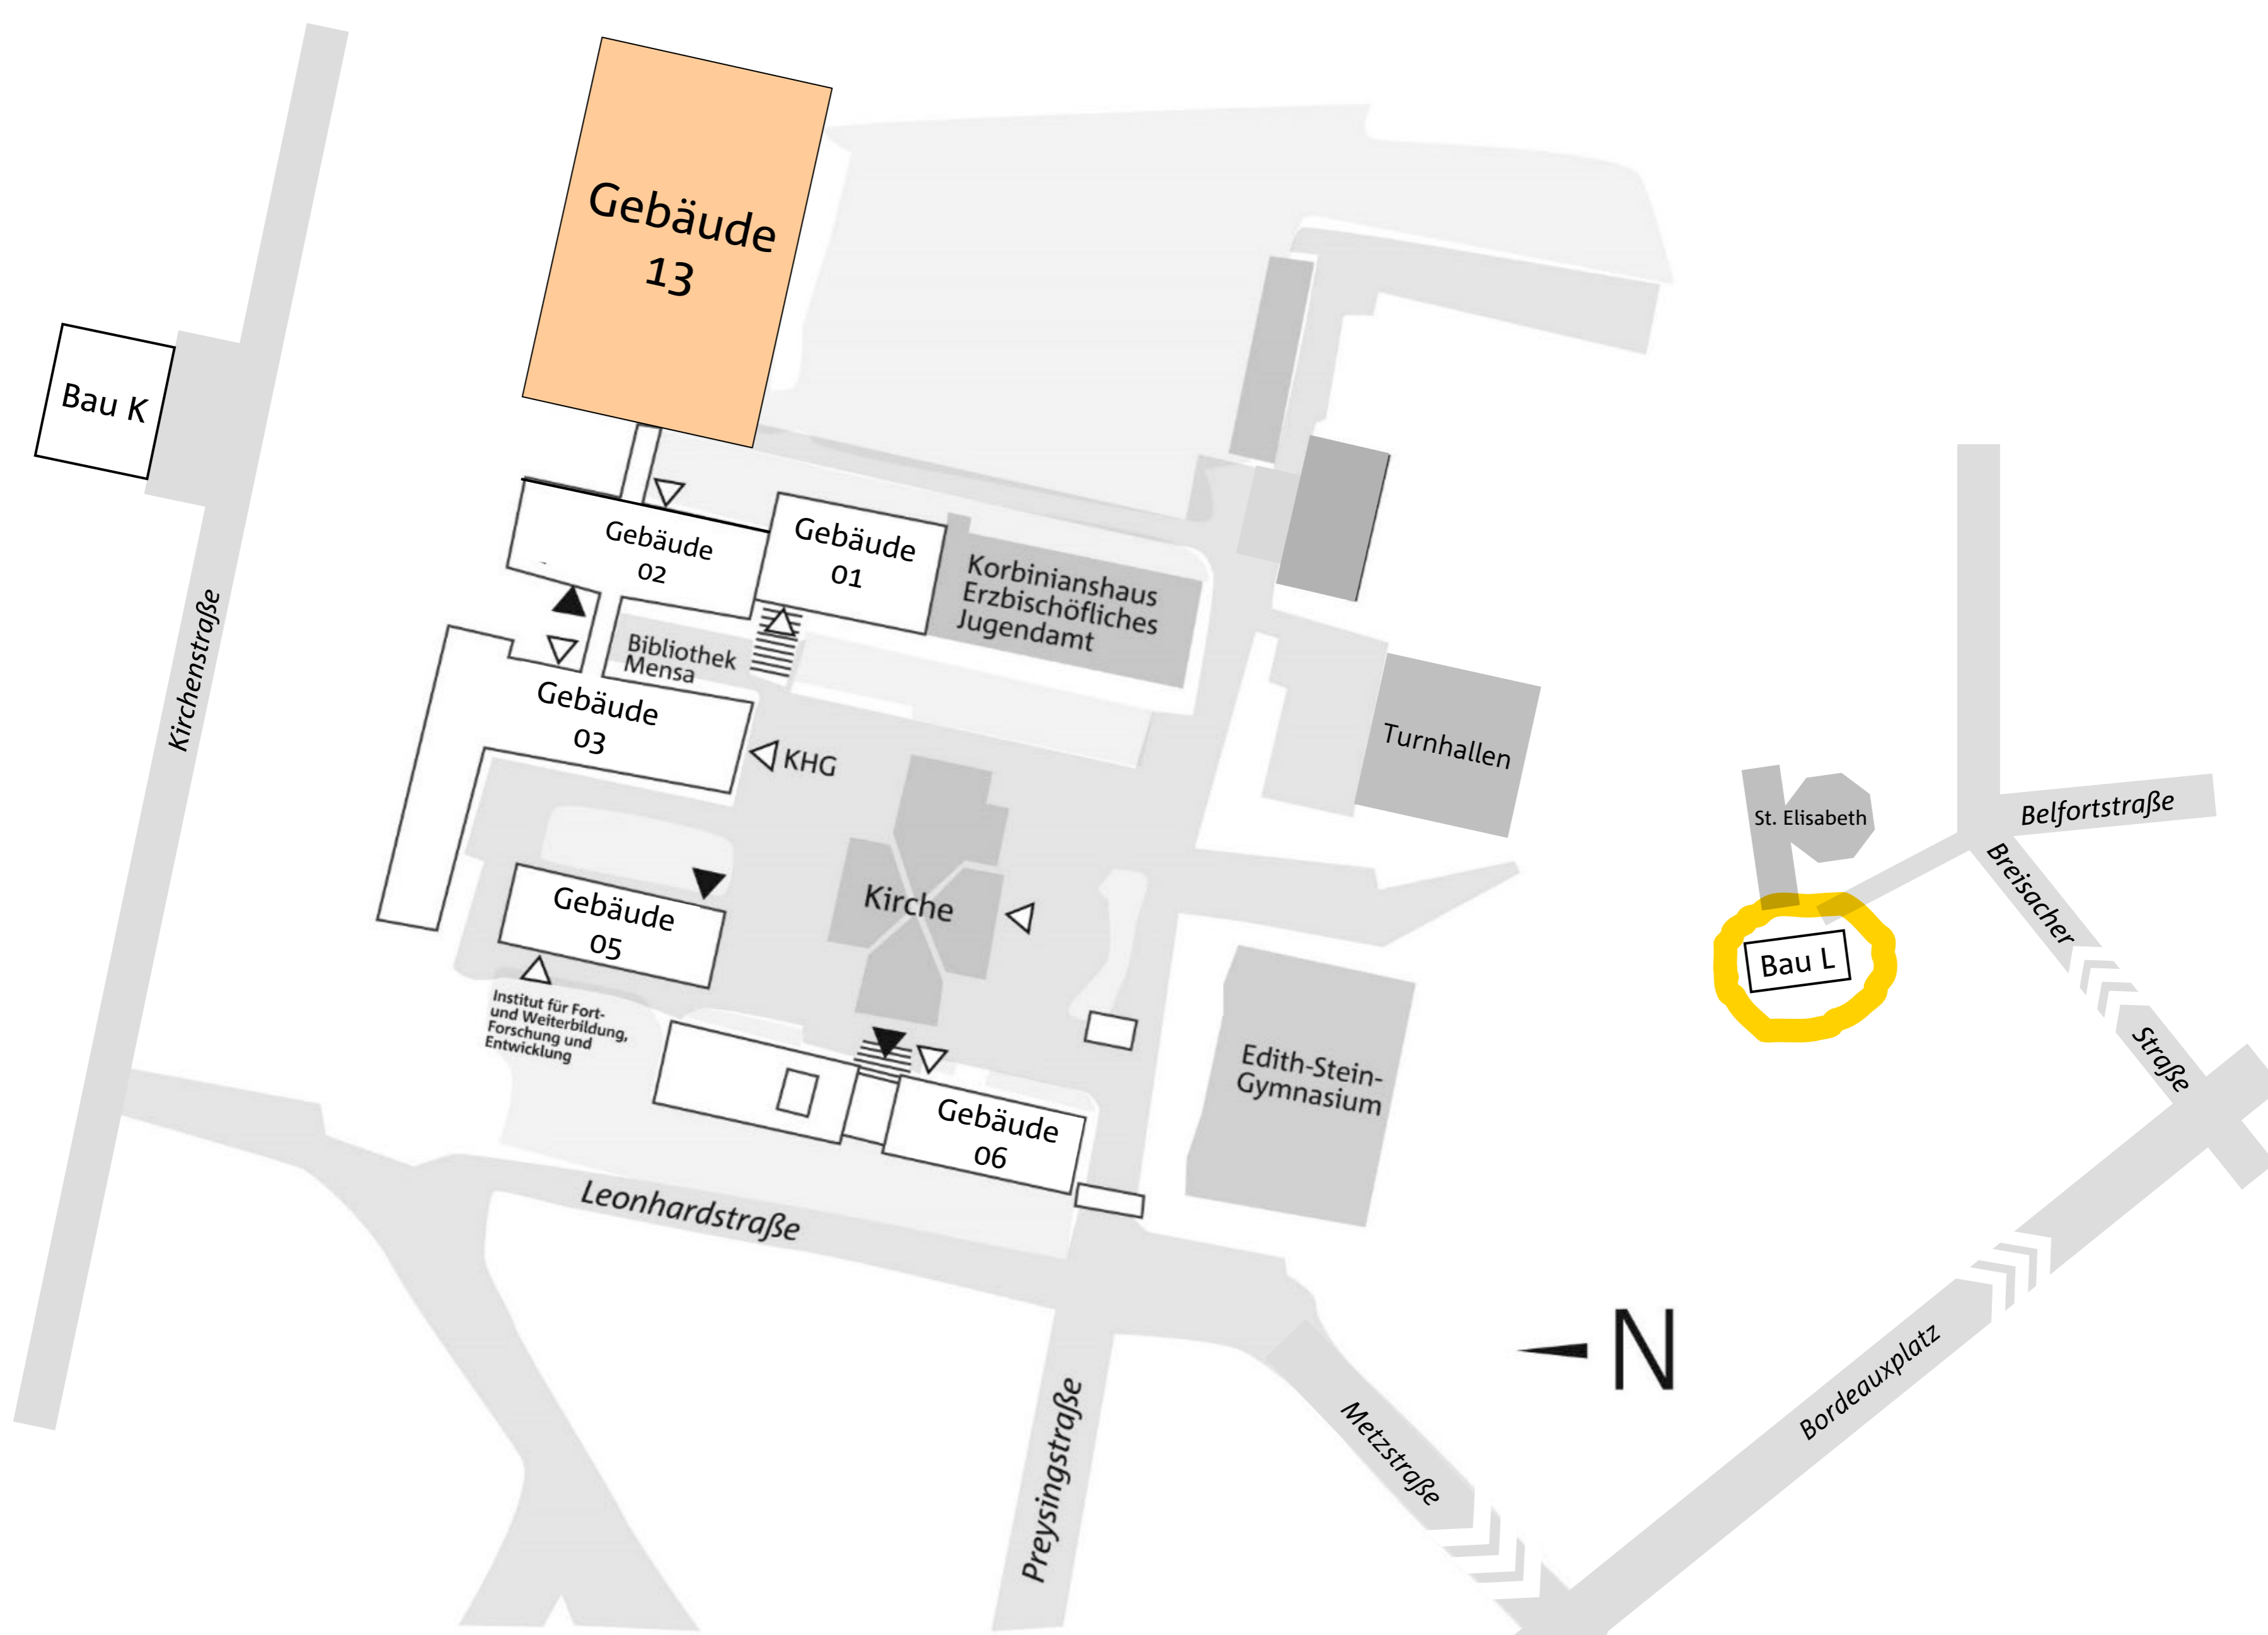 Gebäude
13
Bau K
Kirchenstraße
Gebäude
02
Gebäude
01
Korbinianshaus
Erzbischöfliches
Jugendamt
Bibliothek
Mensa
Gebäude
03
KHG
Turnhallen
St. Elisabeth
Belfortstraße
Breisacher
Straße
Kirche
Gebäude
05
Bau L
Institut für Fort-
und Weiterbildung,
Forschung und
Entwicklung
Edith-Stein-
Gymnasium
Gebäude
06
Leonhardstraße
N
Preysingstraße
Metzstraße
Bordeauxplatz